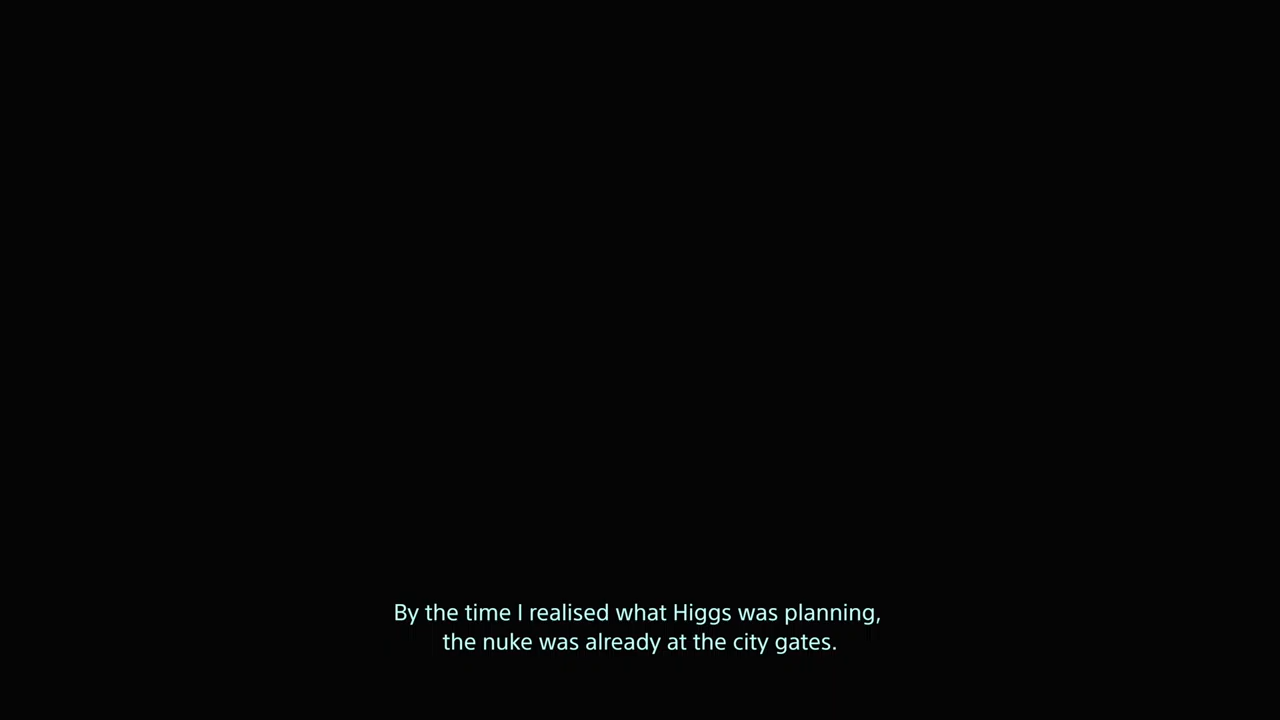 By the time I realised what Higgs was planning,
the nuke was already at the city gates.